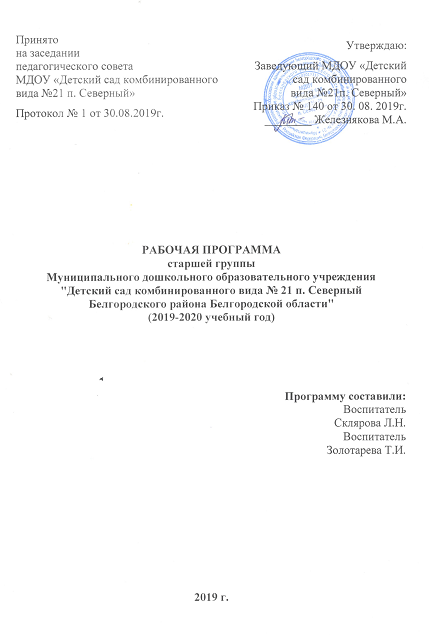 Принято
на заседании
педагогического совета
МДОУ «Детский сад комбинированного
вида №21 п. Северный»
Протокол № 1 от 30.08.2019г.
Утверждаю:
Заведующий МДОУ «Детский
сад комбинированного
вида №21п. Северный»
Приказ № 140 от 30. 08. 2019г.
Железнякова М.А.
РАБОЧАЯ ПРОГРАММА
старшей группы
Муниципального дошкольного образовательного учреждения
"Детский сад комбинированного вида № 21 п. Северный
Белгородского района Белгородской области"
(2019-2020 учебный год)
Программу составили:
Воспитатель
Склярова Л.Н.
Воспитатель
Золотарева Т.И.
2019 г.